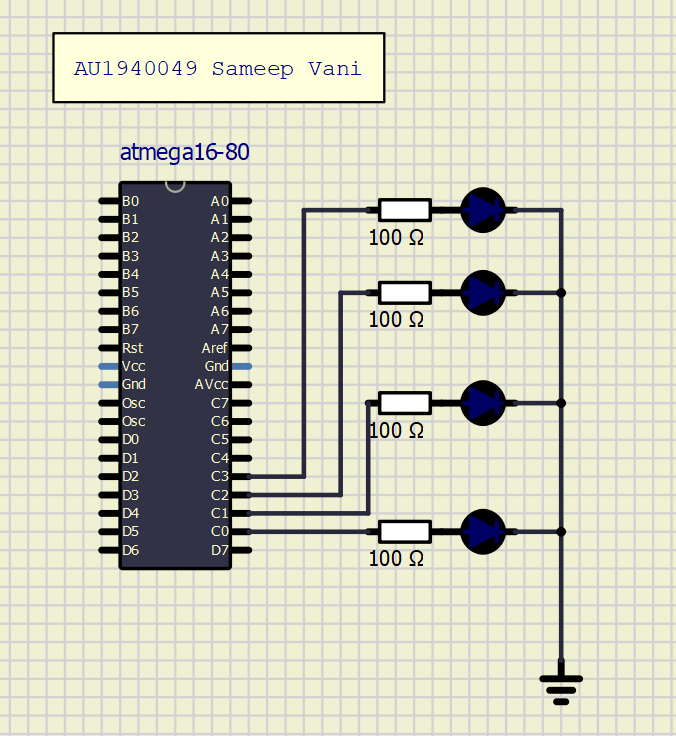 AU1940049 Sameep Vani
atmega16-80
B0 A0
B1 A1
B2 A2
B3 A3
B4 A4
B5 A5
B6 A6
B7 A7
Rst Aref
Vcc Gnd
Gnd AVcc
Osc C7
Osc C6
D0 C5
D1 C4
D2 C3
D3 C2
D4 C1
D5 C0
D6 D7
100 Ω
100 Ω
100 Ω
100 Ω